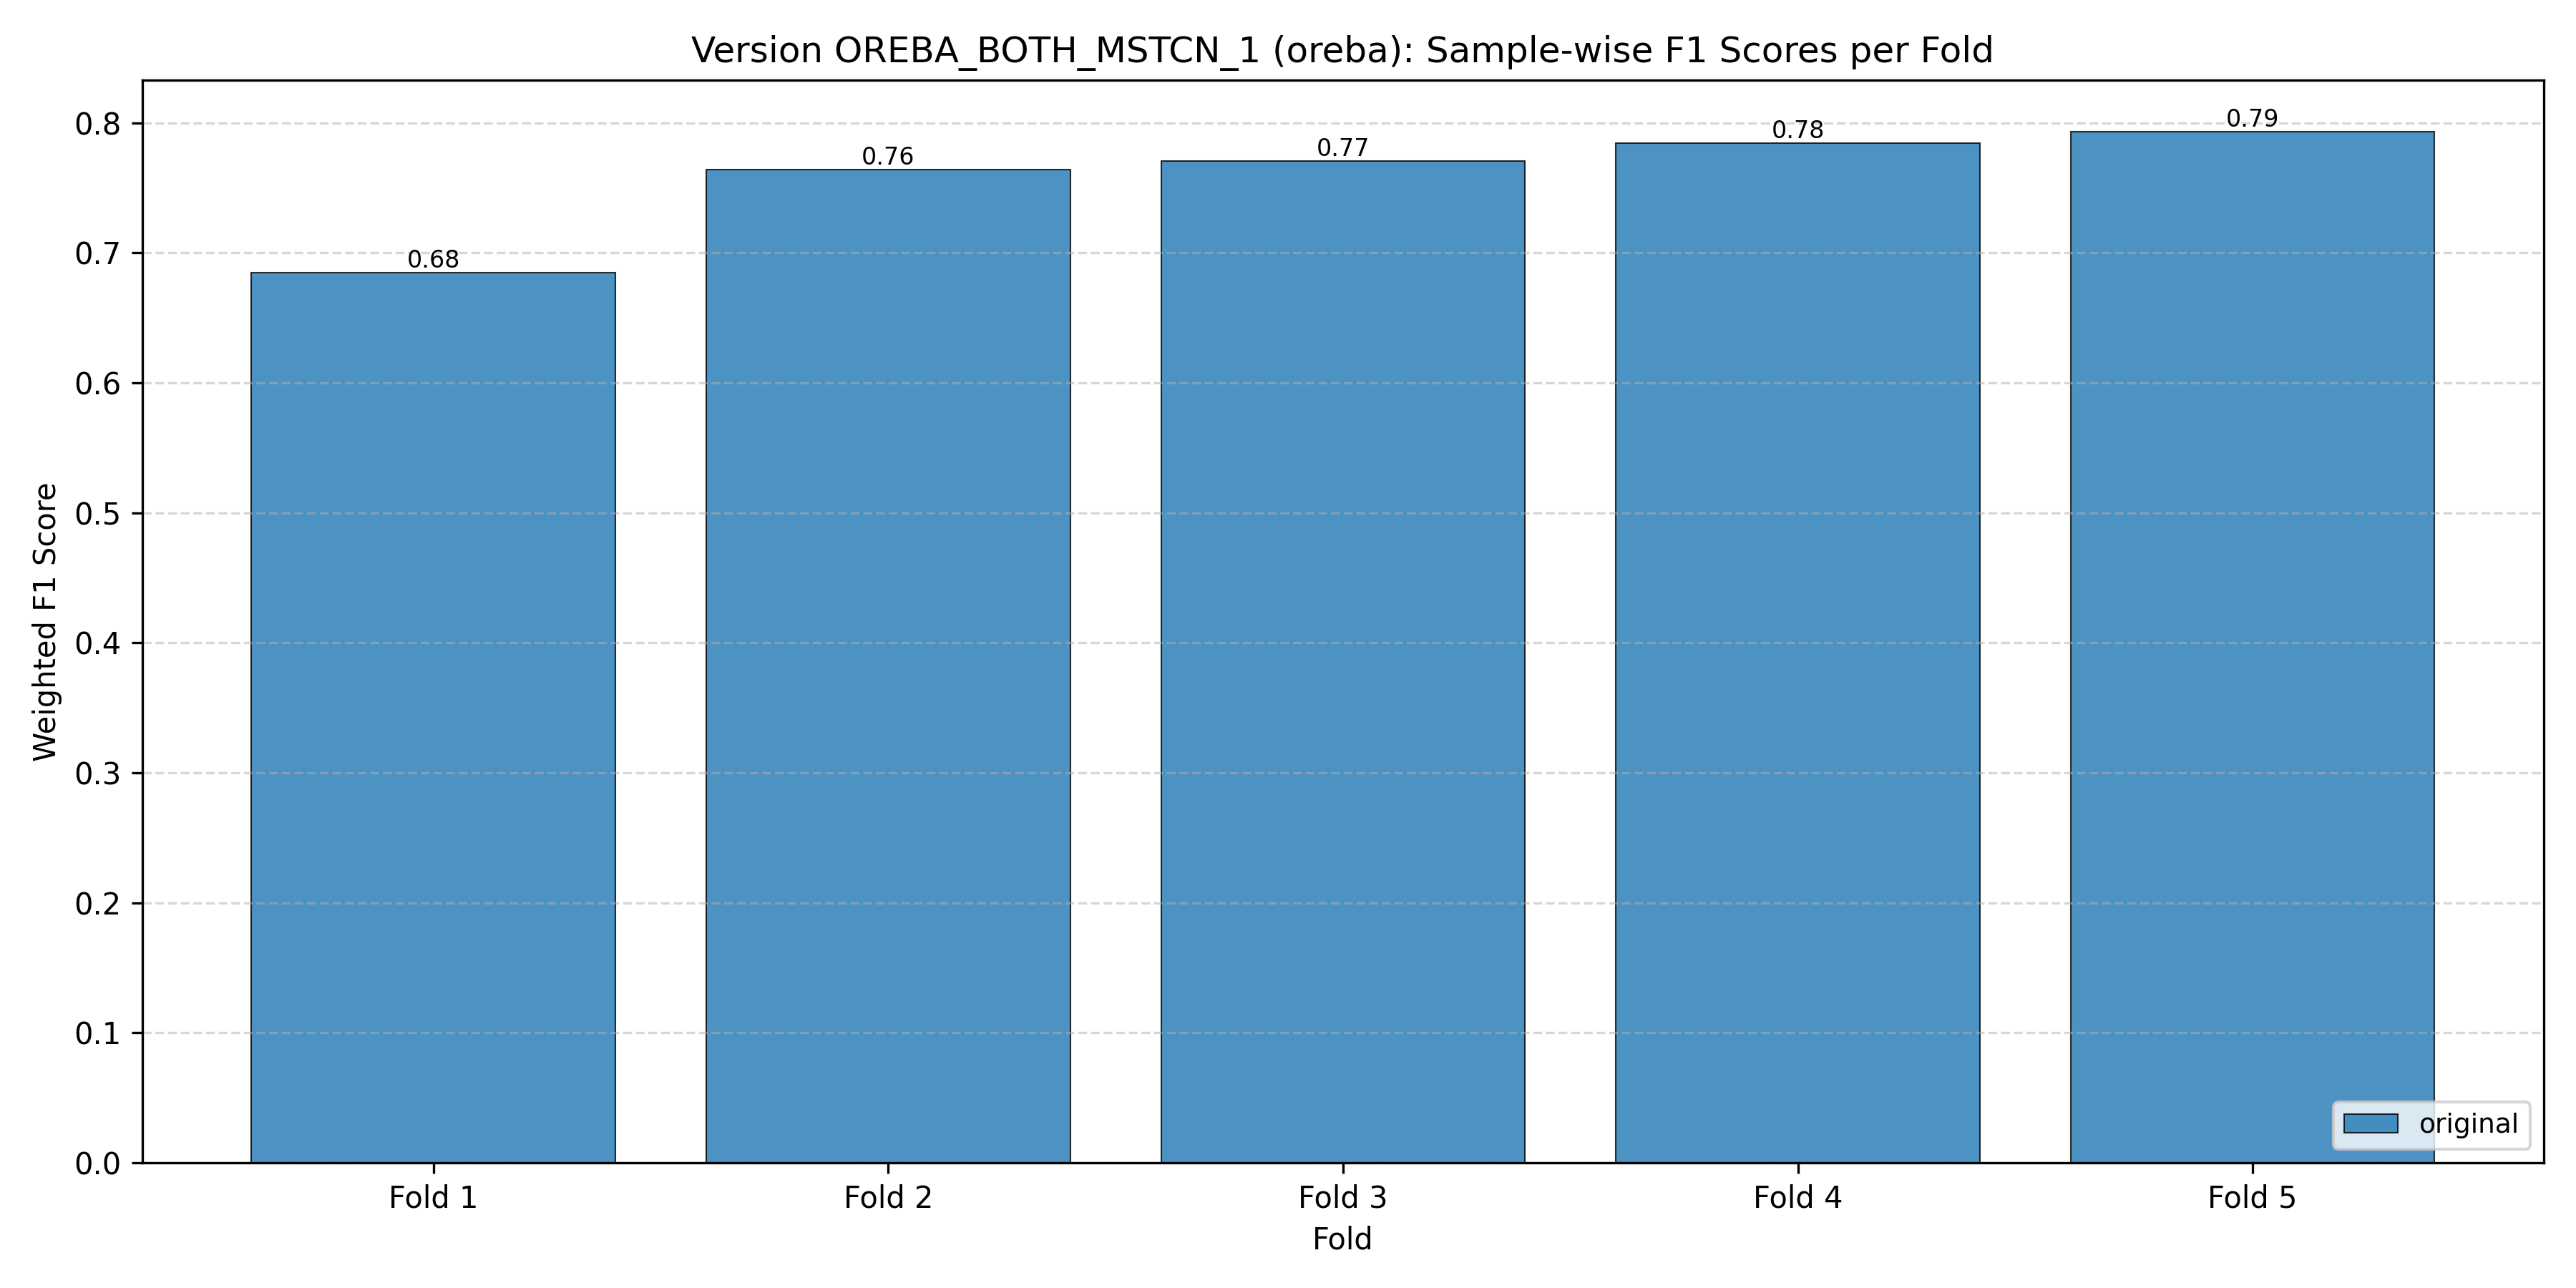 Version OREBA_BOTH_MSTCN_1 (oreba): Sample-wise F1 Scores per Fold
Weighted F1 Score
0.8
0.7
0.6
0.5
0.4
0.3
0.2
0.1
0.0
0.68
0.76
0.77
0.78
0.79
original
Fold 1
Fold 2
Fold 3
Fold 4
Fold 5
Fold